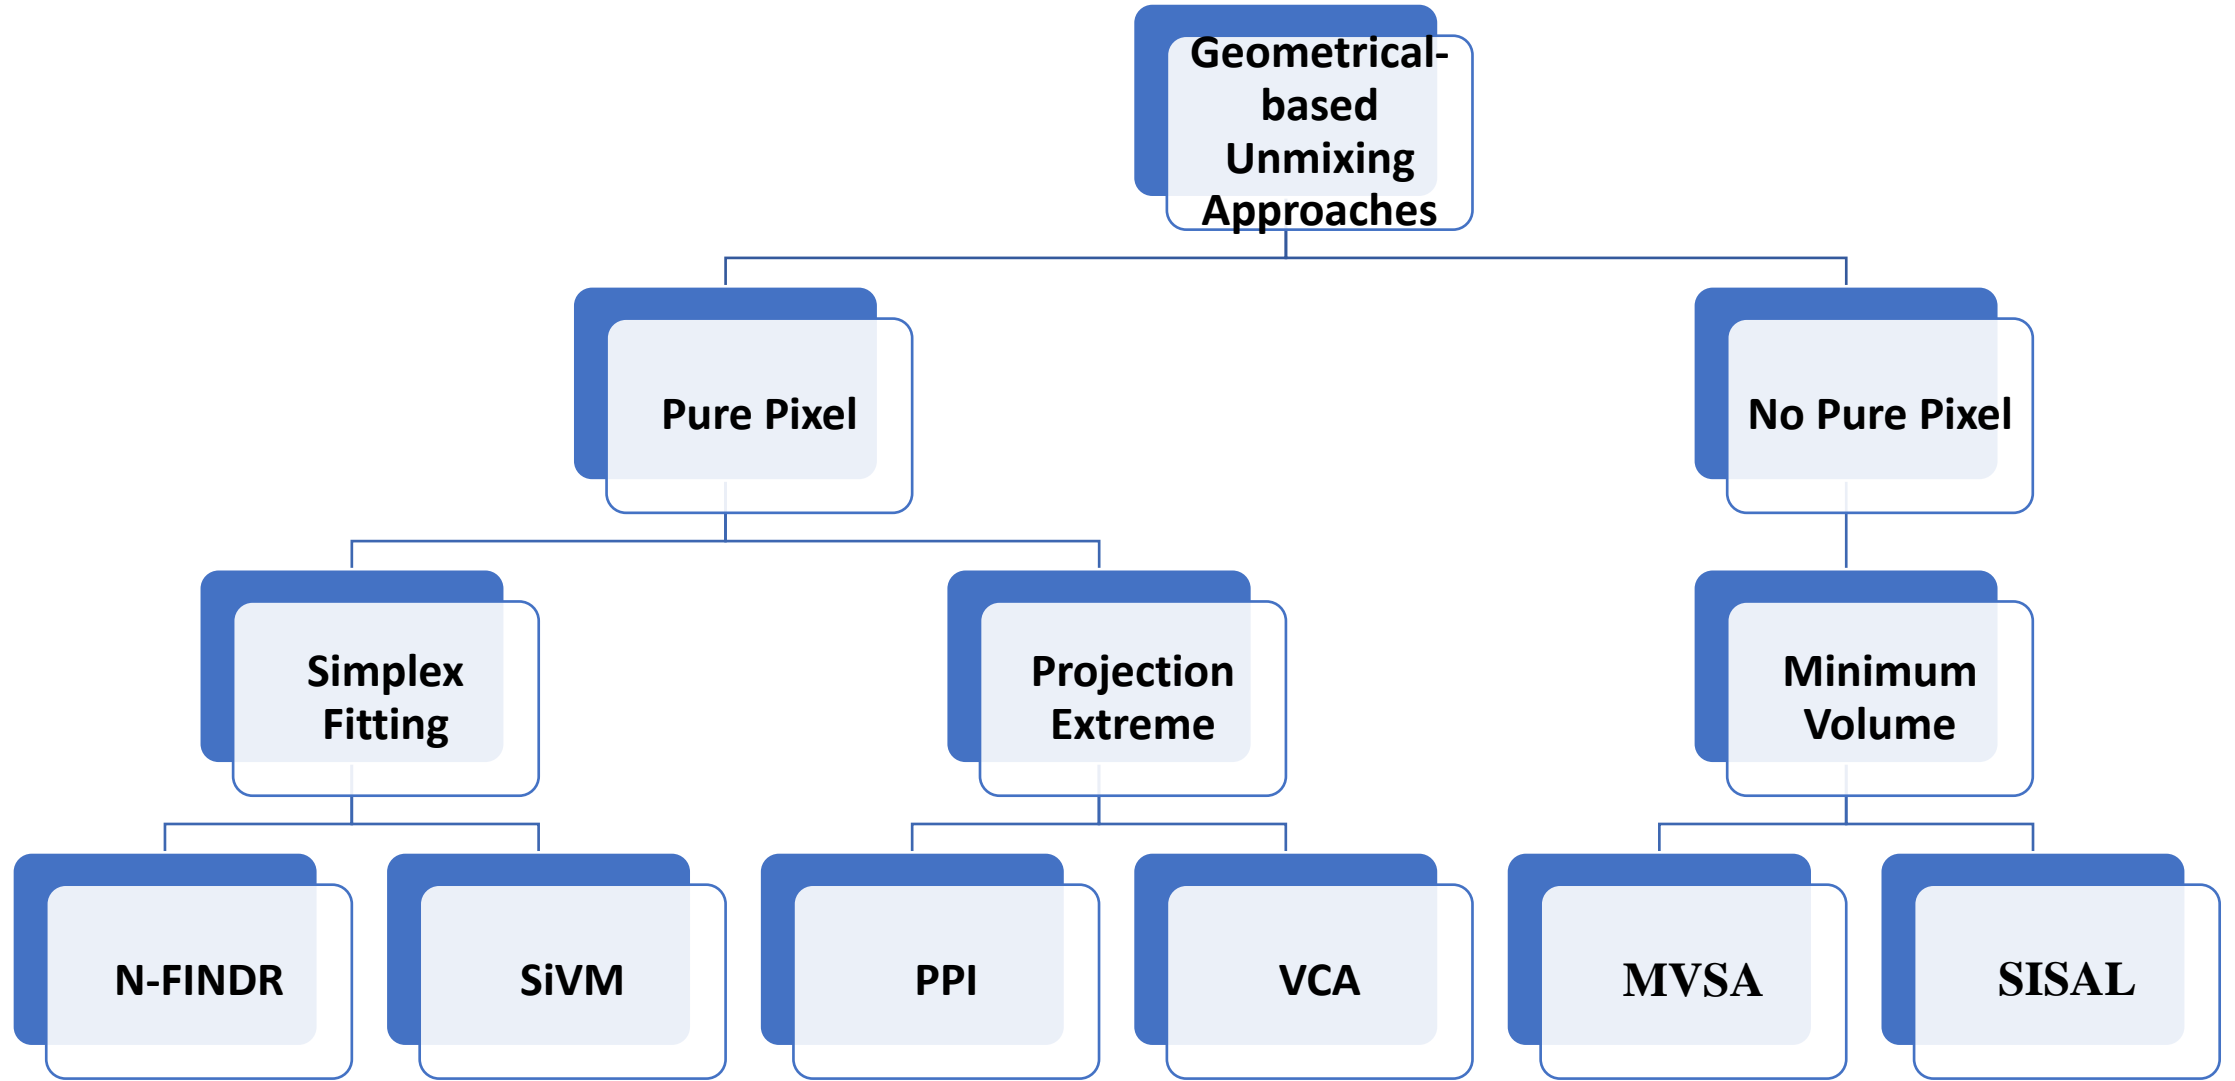 Geometrical-
based
Unmixing
Approaches
Pure Pixel
No Pure Pixel
Simplex
Fitting
Projection
Extreme
Minimum
Volume
N-FINDR
SiVM
PPI
VCA
MVSA
SISAL